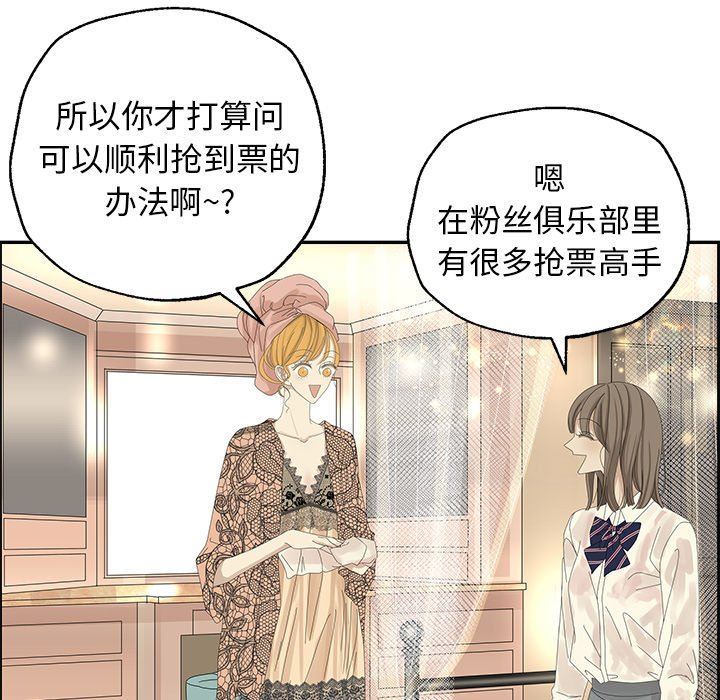 所以你才打算问
可以顺利抢到票的
办法啊~?
嗯
在粉丝俱乐部里
有很多抢票高手